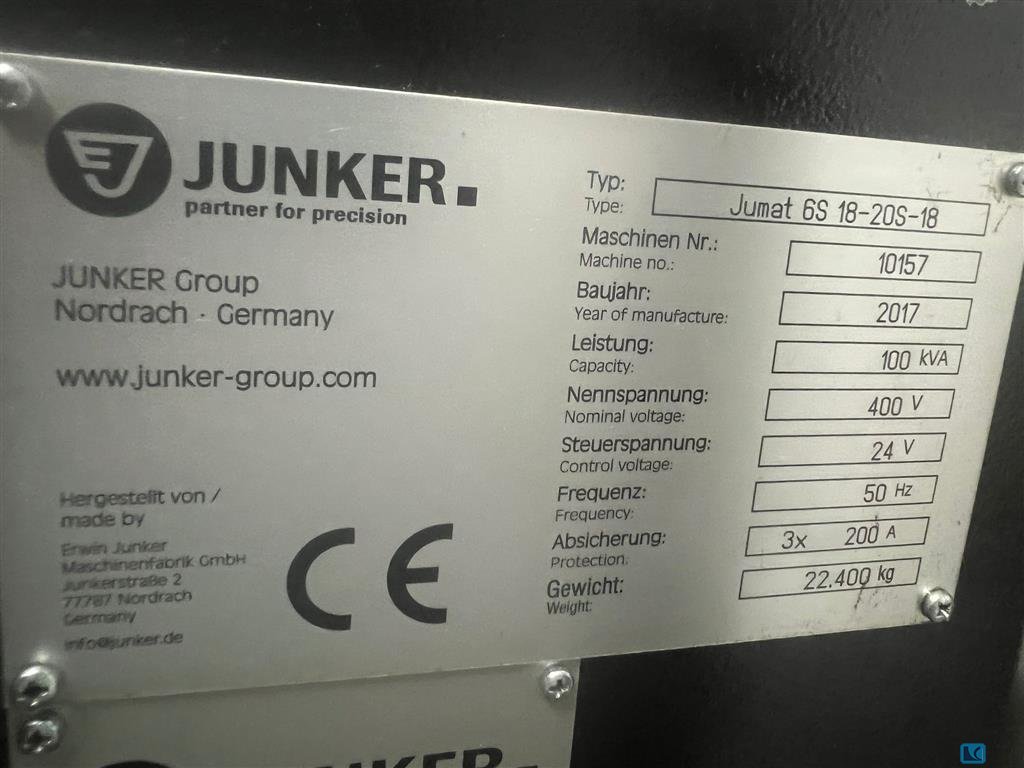 JUNKER.
partner for precision
JUNKER Group
Nordrach · Germany
www.junker-group.com
Hergestellt von /
made by
Erwin Junker
Maschinenfabrik GmbH
Junkerstraße 2
77787 Nordrach
Germany
info@junker.de
CE
Typ:
Type: Jumat 6S 18-20S-18
Maschinen Nr.:
Machine no.: 10157
Baujahr:
Year of manufacture: 2017
Leistung:
Capacity: 100 kVA
Nennspannung:
Nominal voltage: 400 V
Steuerspannung:
Control voltage: 24 V
Frequenz:
Frequency: 50 Hz
Absicherung:
Protection: 3x 200 A
Gewicht:
Weight: 22.400 kg
JUNKER.